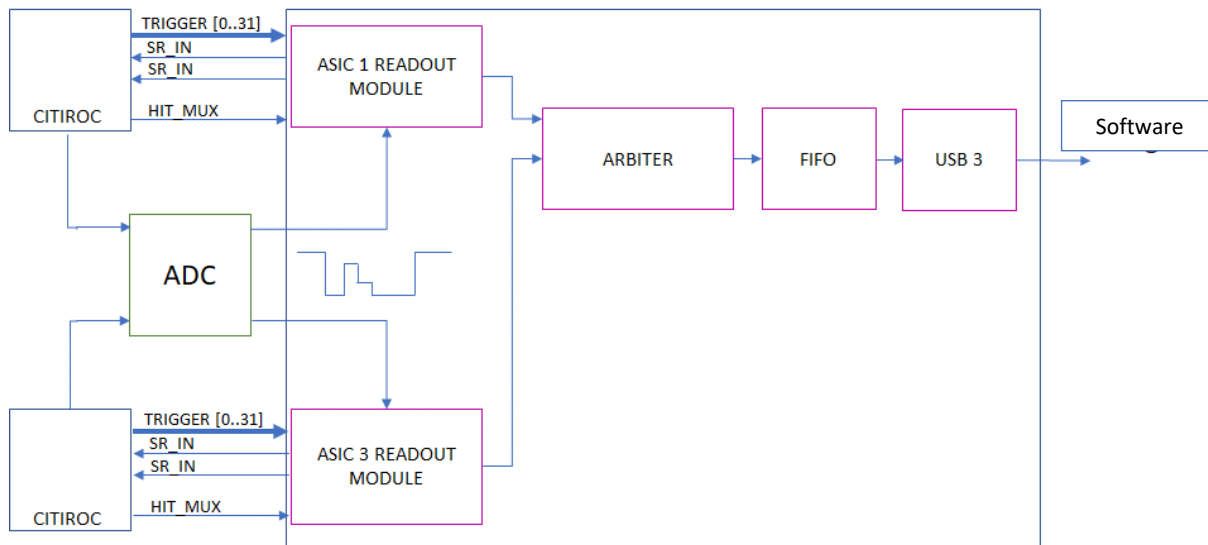 TRIGGER [0..31]
SR_IN
SR_IN
HIT_MUX
CITIROC
ASIC 1 READOUT
MODULE
ARBITER
FIFO
USB 3
Software
ADC
TRIGGER [0..31]
SR_IN
SR_IN
HIT_MUX
CITIROC
ASIC 3 READOUT
MODULE